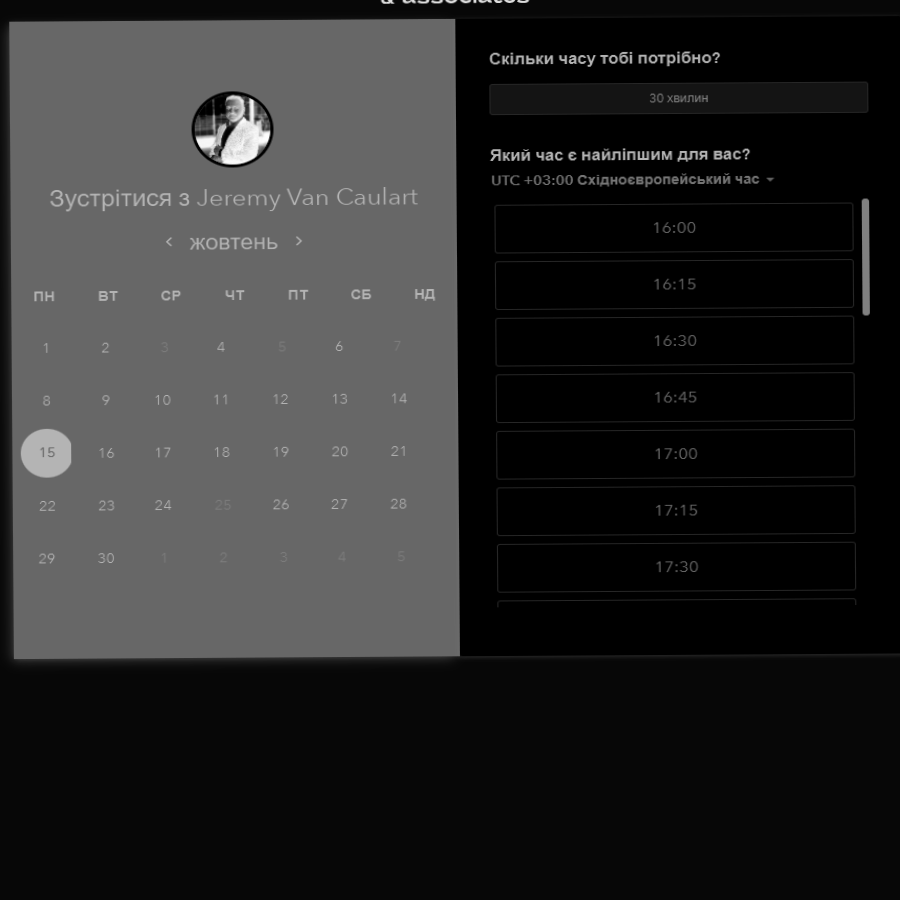 & associates
Зустрітися з Jeremy Van Caulart
жовтень
ПН ВТ СР ЧТ ПТ СБ НД
1 2 3 4 5 6 7
8 9 10 11 12 13 14
15 16 17 18 19 20 21
22 23 24 25 26 27 28
29 30 1 2 3 4 5
Скільки часу тобі потрібно?
30 хвилин
Який час є найліпшим для вас?
UTC +03:00 Східноєвропейський час
16:00
16:15
16:30
16:45
17:00
17:15
17:30